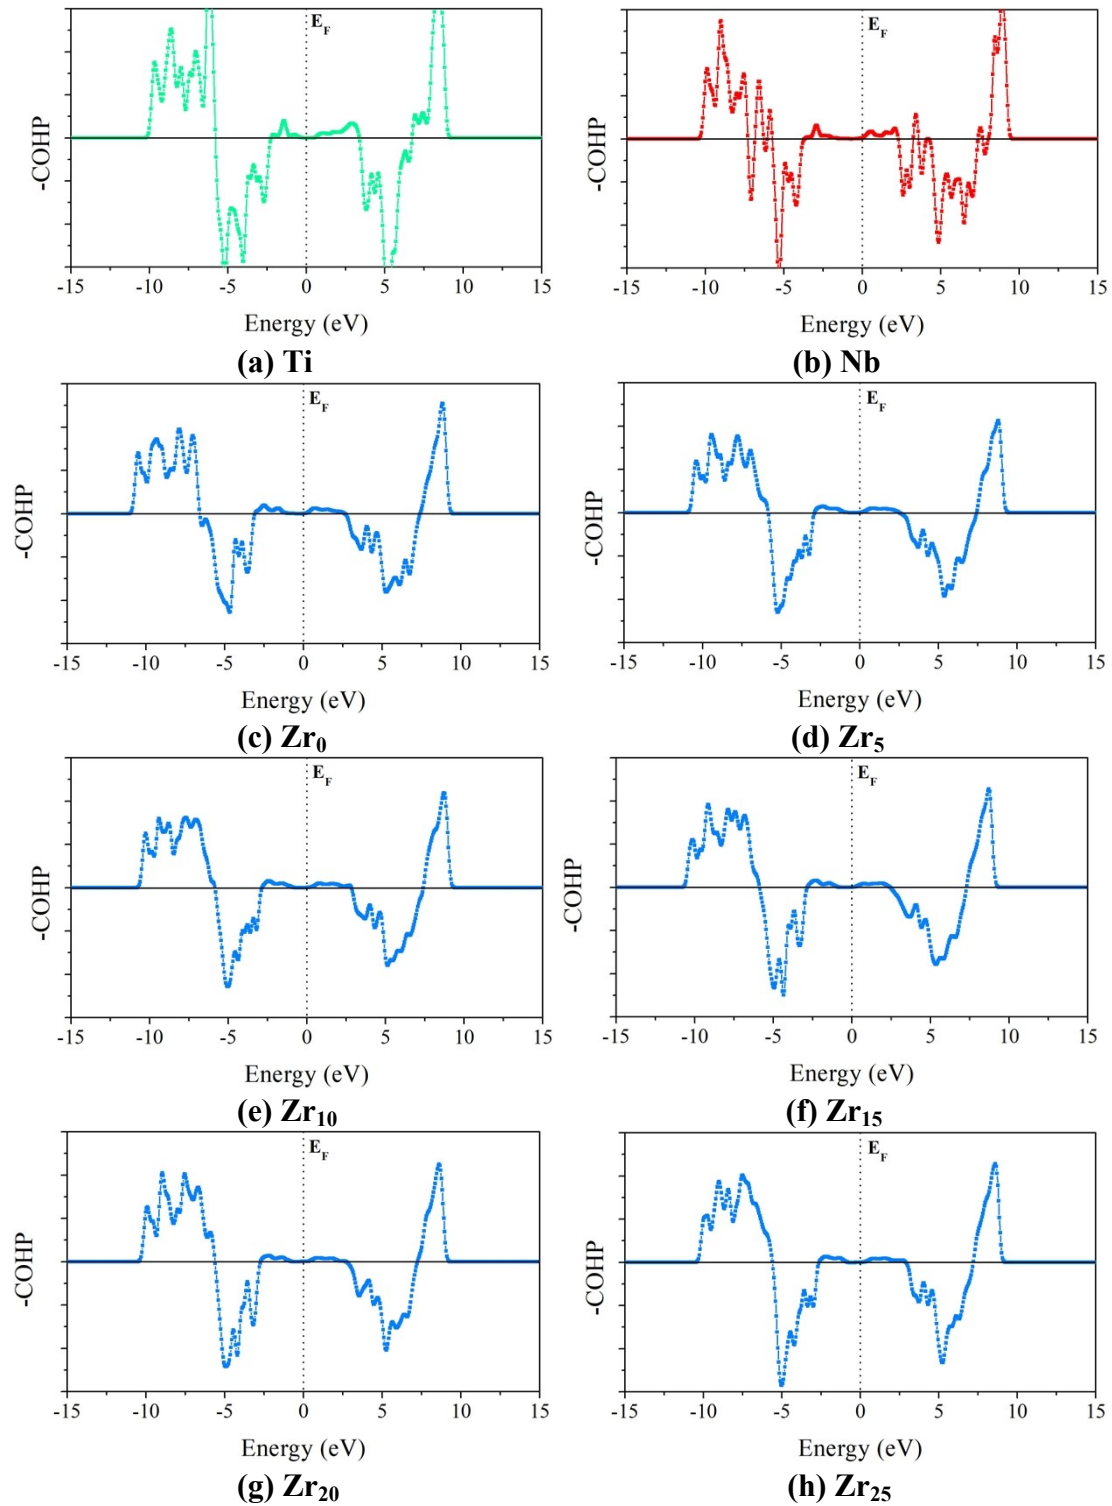 E_F E_F
-COHP -COHP
-15 -10 -5 0 5 10 15 -15 -10 -5 0 5 10 15
Energy (eV) Energy (eV)
(a) Ti (b) Nb
E_F E_F
-COHP -COHP
-15 -10 -5 0 5 10 15 -15 -10 -5 0 5 10 15
Energy (eV) Energy (eV)
(c) Zr₀ (d) Zr₅
E_F E_F
-COHP -COHP
-15 -10 -5 0 5 10 15 -15 -10 -5 0 5 10 15
Energy (eV) Energy (eV)
(e) Zr₁₀ (f) Zr₁₅
E_F E_F
-COHP -COHP
-15 -10 -5 0 5 10 15 -15 -10 -5 0 5 10 15
Energy (eV) Energy (eV)
(g) Zr₂₀ (h) Zr₂₅